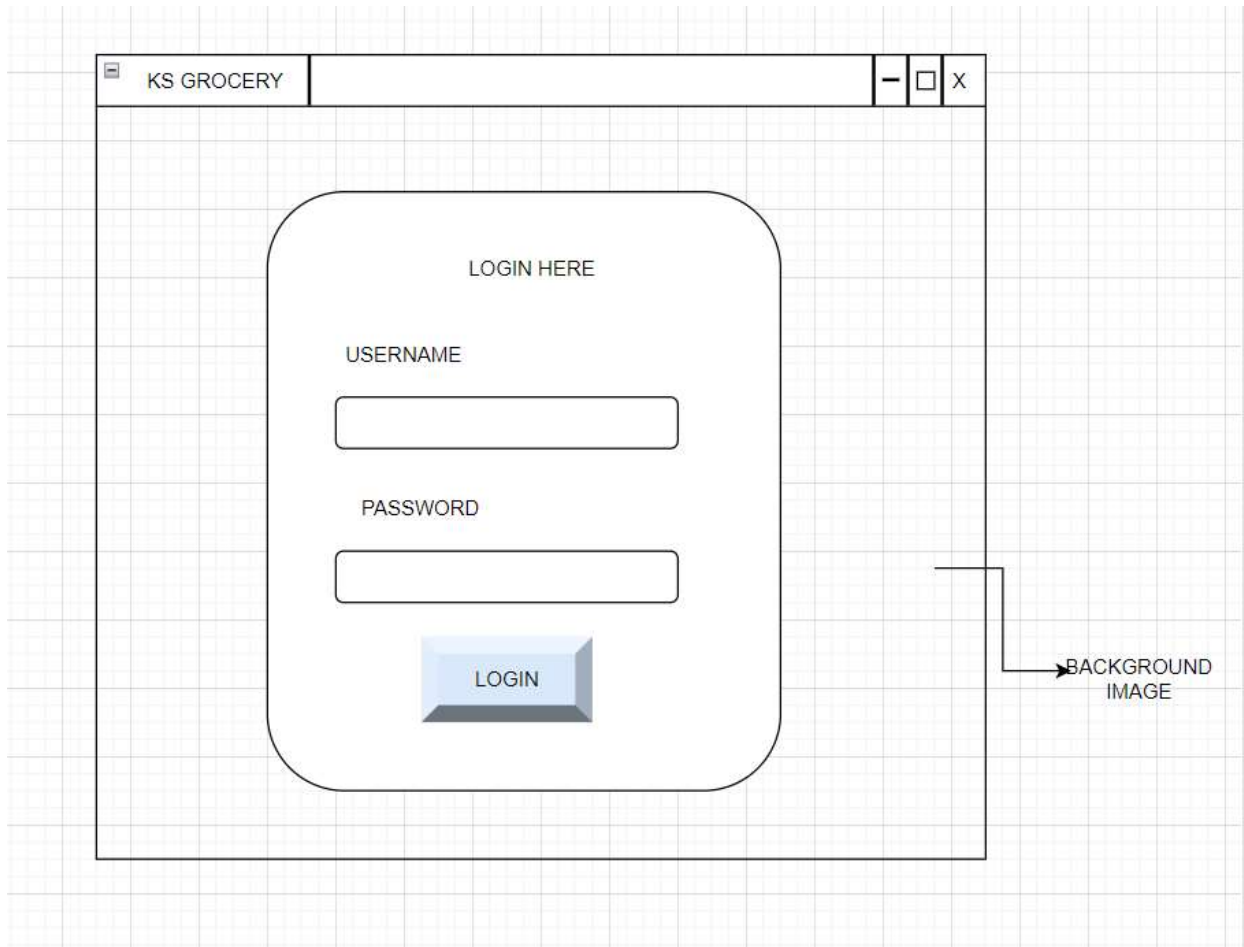 KS GROCERY
X
LOGIN HERE
USERNAME
PASSWORD
LOGIN
BACKGROUND
IMAGE